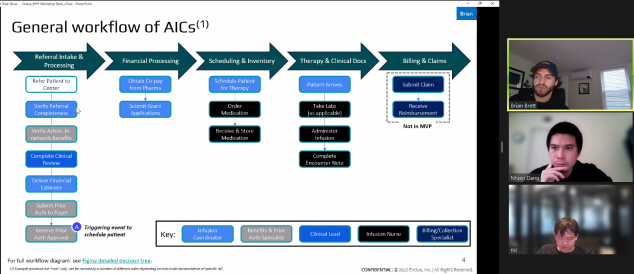 Brian
General workflow of AICs(1)
Referral Intake &
Processing
Financial Processing
Scheduling & Inventory
Therapy & Clinical Docs
Billing & Claims
Refer Patient to
Center
Verify Referral
Completeness
Verify Active, In-
network Benefits
Complete Clinical
Review
Deliver Financial
Estimate
Submit Prior
Auth to Payer
Receive Prior
Auth Approval
A
Triggering event to
schedule patient
Obtain Co pay
from Pharma
Submit Grant
Applications
Schedule Patient
for Therapy
Order
Medication
Receive & Store
Medication
Patient Arrives
Take Labs
(as applicable)
Administer
Infusion
Complete
Encounter Note
Submit Claim
Receive
Reimbursement
Not in MVP
Key:
Infusion
Coordinator
Benefits & Prior
Auth Specialist
Clinical Lead
Infusion Nurse
Billing/Collection
Specialist
For full workflow diagram: see Figma detailed decision tree.
4
CONFIDENTIAL | @ 2022 Enduee, Inc. | All Rights Reserved.
Brian Brett
Nhian Dang